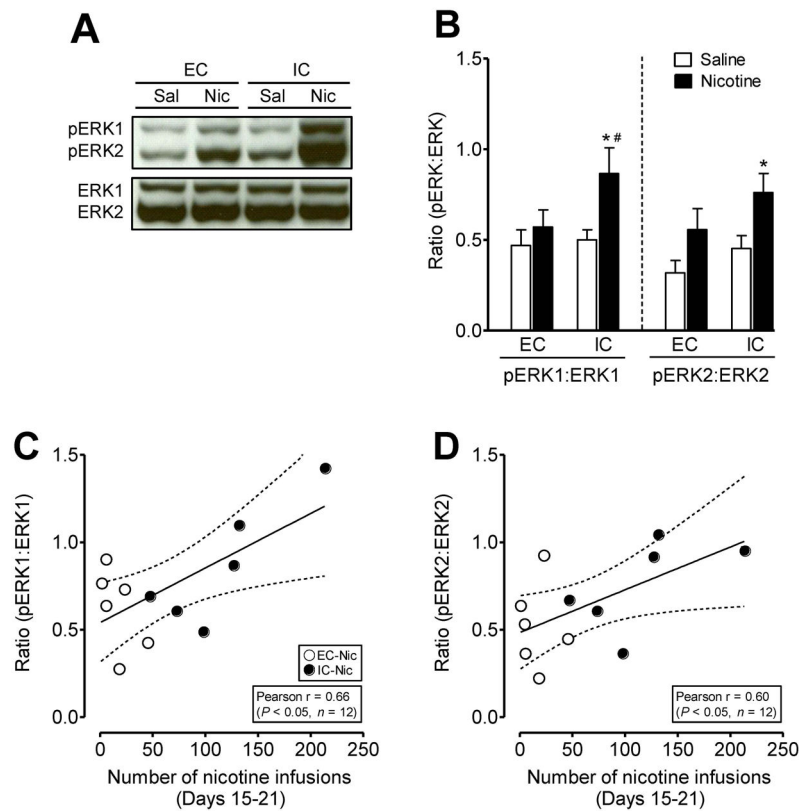 A
EC IC
Sal Nic Sal Nic
pERK1
pERK2
ERK1
ERK2
B
Ratio (pERK:ERK)
1.5
1.0
0.5
0.0
Saline
Nicotine
*#
*
EC IC EC IC
pERK1:ERK1 pERK2:ERK2
C
Ratio (pERK1:ERK1)
1.5
1.0
0.5
0.0
EC-Nic
IC-Nic
Pearson r = 0.66
(P < 0.05, n = 12)
0 50 100 150 200 250
Number of nicotine infusions
(Days 15-21)
D
Ratio (pERK2:ERK2)
1.5
1.0
0.5
0.0
Pearson r = 0.60
(P < 0.05, n = 12)
0 50 100 150 200 250
Number of nicotine infusions
(Days 15-21)